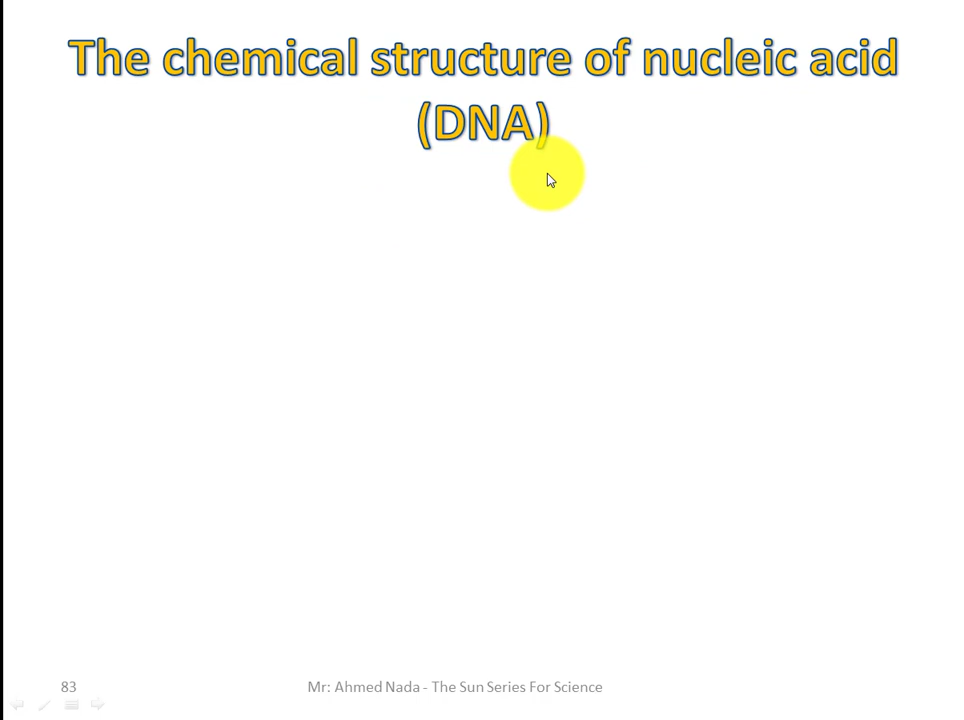 The chemical structure of nucleic acid
(DNA)
83
Mr: Ahmed Nada - The Sun Series For Science